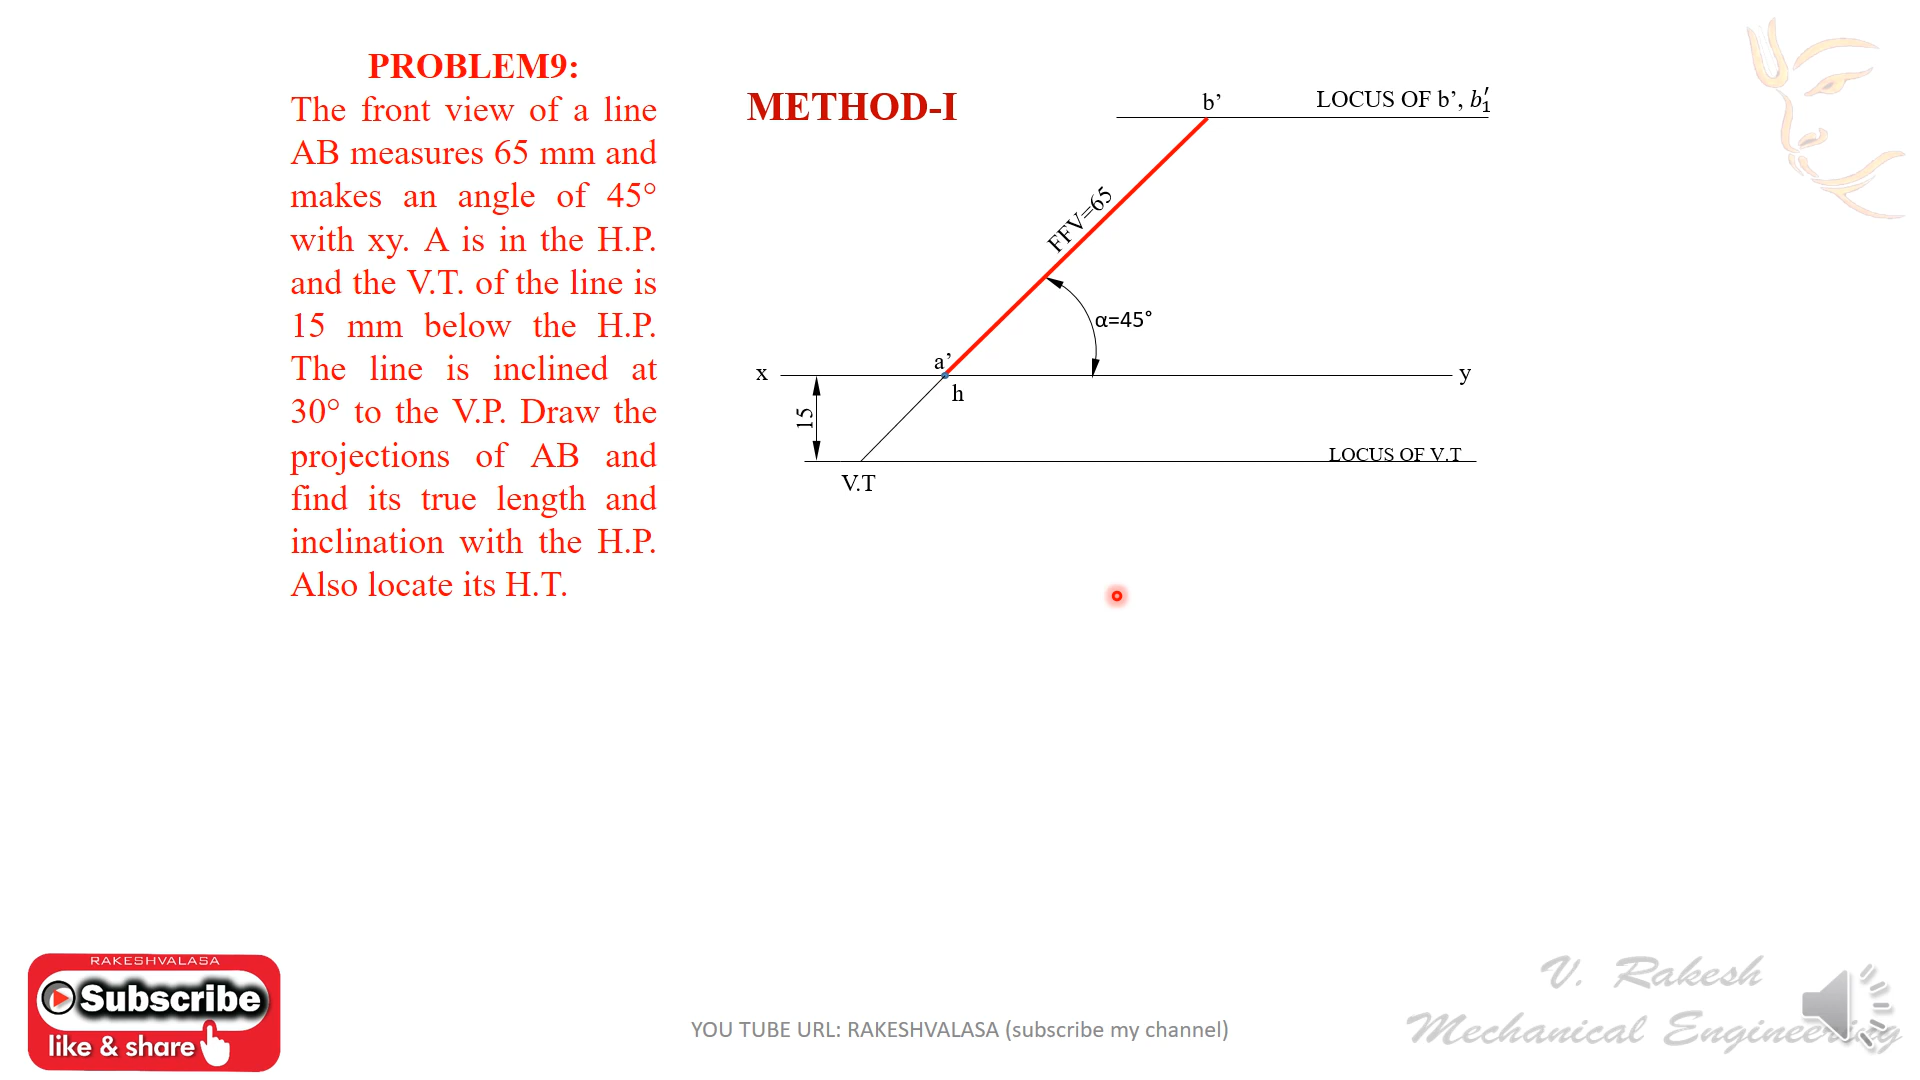 PROBLEM9:
The front view of a line
AB measures 65 mm and
makes an angle of 45°
with xy. A is in the H.P.
and the V.T. of the line is
15 mm below the H.P.
The line is inclined at
30° to the V.P. Draw the
projections of AB and
find its true length and
inclination with the H.P.
Also locate its H.T.
METHOD-I
b’
LOCUS OF b’, b₁′
FFV=65
α=45°
a’
x
y
h
15
LOCUS OF V.T
V.T
RAKESHVALASA
Subscribe
like & share
YOU TUBE URL: RAKESHVALASA (subscribe my channel)
V. Rakesh
Mechanical Engineering